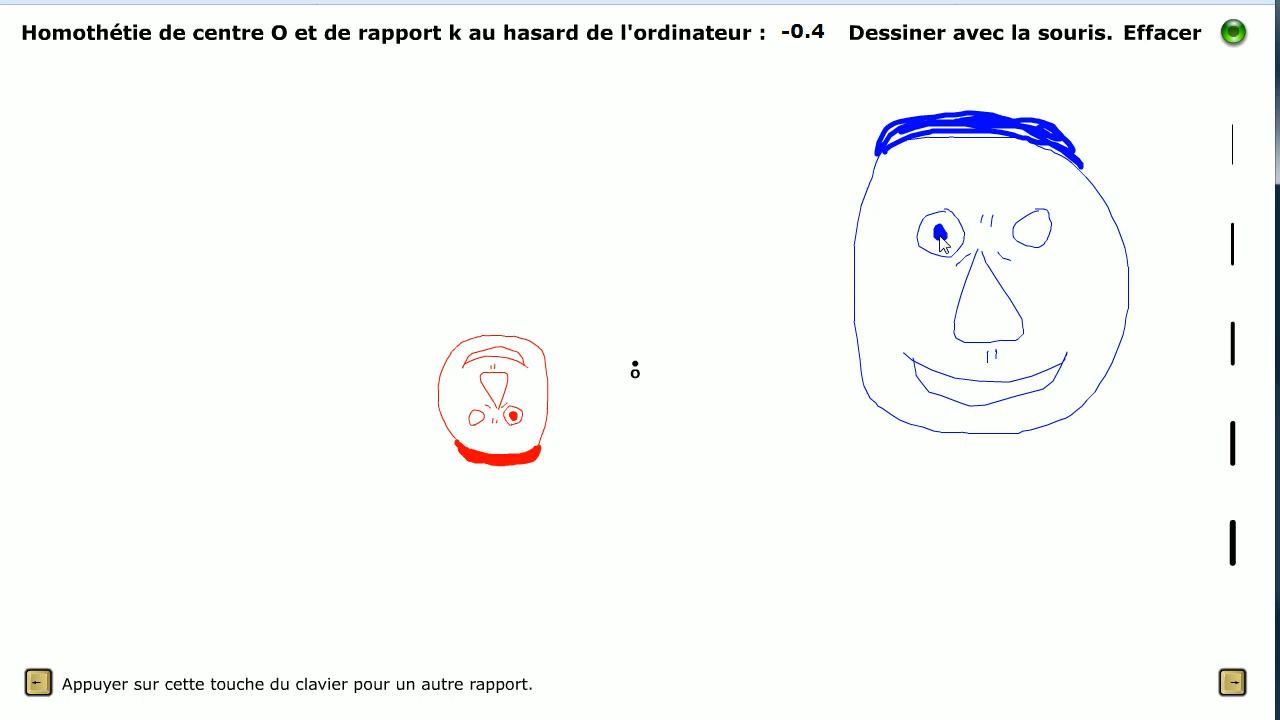 Homothétie de centre O et de rapport k au hasard de l'ordinateur : -0.4 Dessiner avec la souris. Effacer
o
Appuyer sur cette touche du clavier pour un autre rapport.